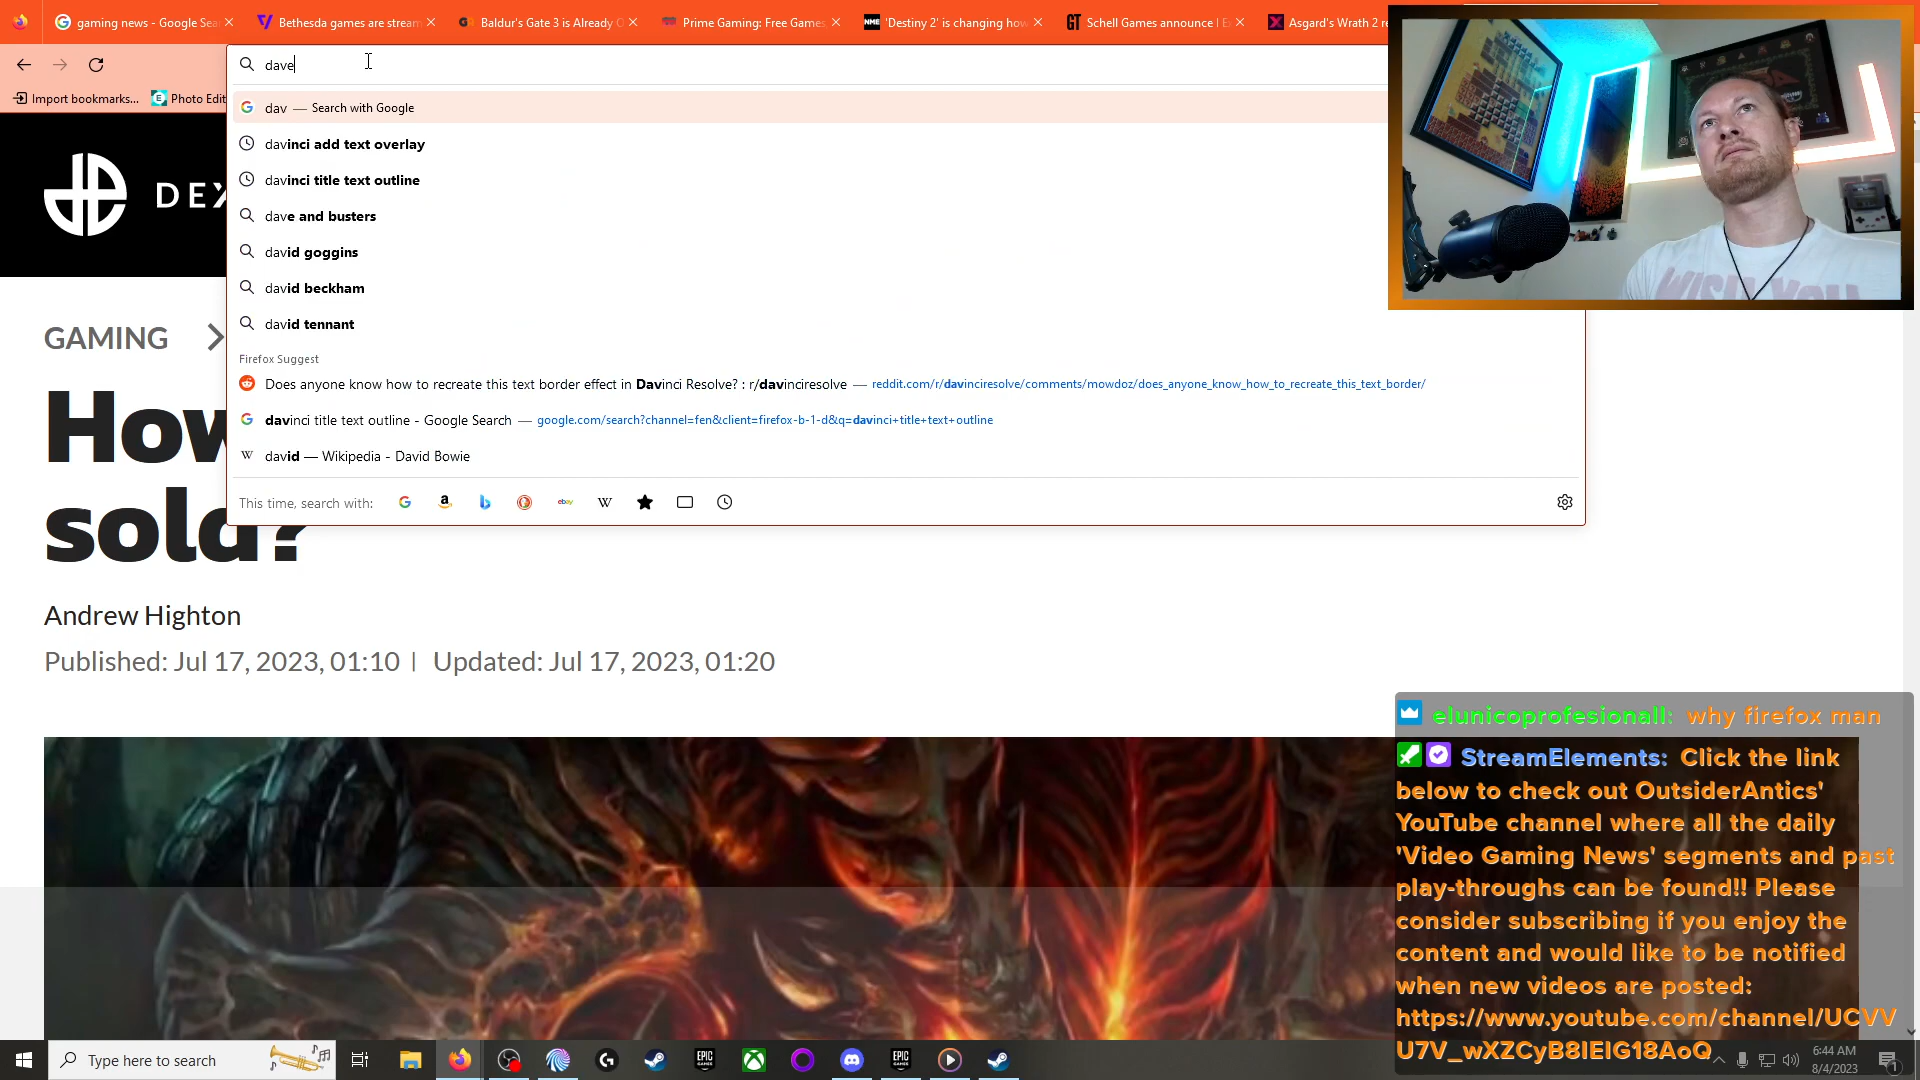 gaming news - Google Sea
Bethesda games are stream
Baldur's Gate 3 is Already O
Prime Gaming: Free Games
NME
'Destiny 2' is changing how
GT
Schell Games announce I E
Asgard's Wrath 2 re
dave
Import bookmarks...
Photo Edit
dav — Search with Google
davinci add text overlay
davinci title text outline
dave and busters
david goggins
david beckham
david tennant
Firefox Suggest
Does anyone know how to recreate this text border effect in Davinci Resolve? : r/davinciresolve — reddit.com/r/davinciresolve/comments/mowdoz/does_anyone_know_how_to_recreate_this_text_border/
davinci title text outline - Google Search — google.com/search?channel=fen&client=firefox-b-1-d&q=davinci+title+text+outline
W david — Wikipedia - David Bowie
This time, search with:
DEX
GAMING
How
sold?
Andrew Highton
Published: Jul 17, 2023, 01:10 | Updated: Jul 17, 2023, 01:20
elunicoprofesionall: why firefox man
StreamElements: Click the link
below to check out OutsiderAntics'
YouTube channel where all the daily
'Video Gaming News' segments and past
play-throughs can be found!! Please
consider subscribing if you enjoy the
content and would like to be notified
when new videos are posted:
https://www.youtube.com/channel/UCVV
U7V_wXZCyB8IEIG18AoQ
Type here to search
EPIC
EPIC
6:44 AM
8/4/2023